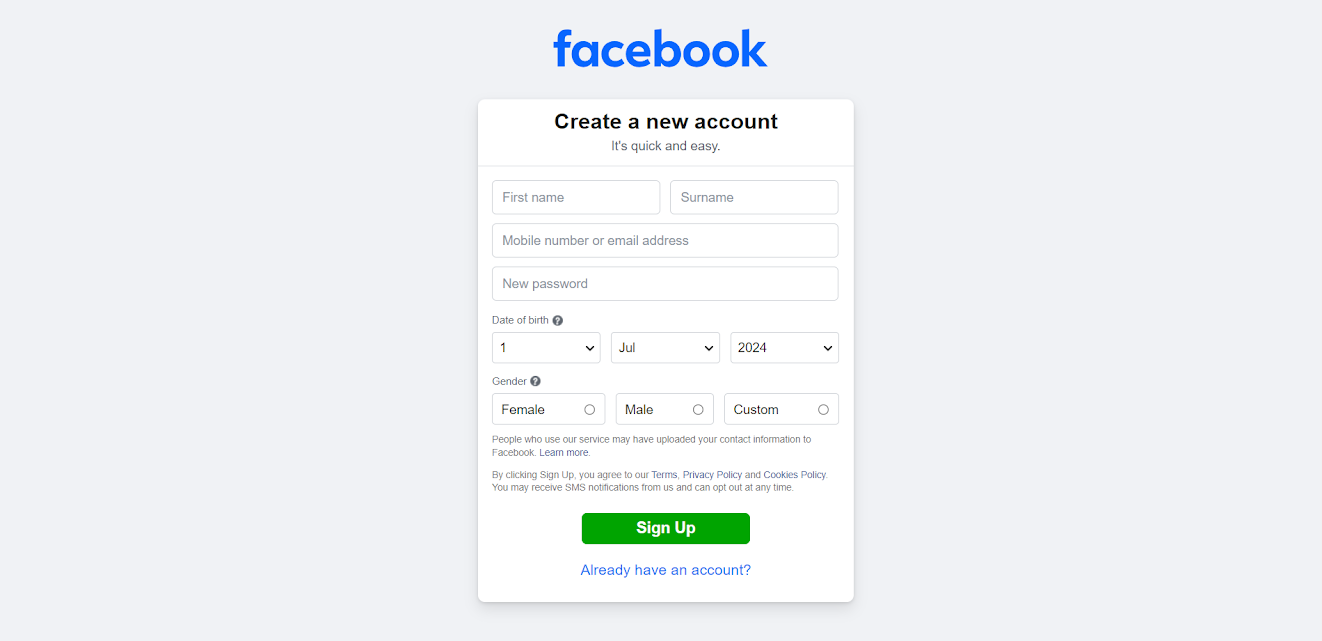 facebook
Create a new account
It's quick and easy.
First name Surname
Mobile number or email address
New password
Date of birth ?
1 Jul 2024
Gender ?
Female Male Custom
People who use our service may have uploaded your contact information to
Facebook. Learn more.
By clicking Sign Up, you agree to our Terms, Privacy Policy and Cookies Policy.
You may receive SMS notifications from us and can opt out at any time.
Sign Up
Already have an account?